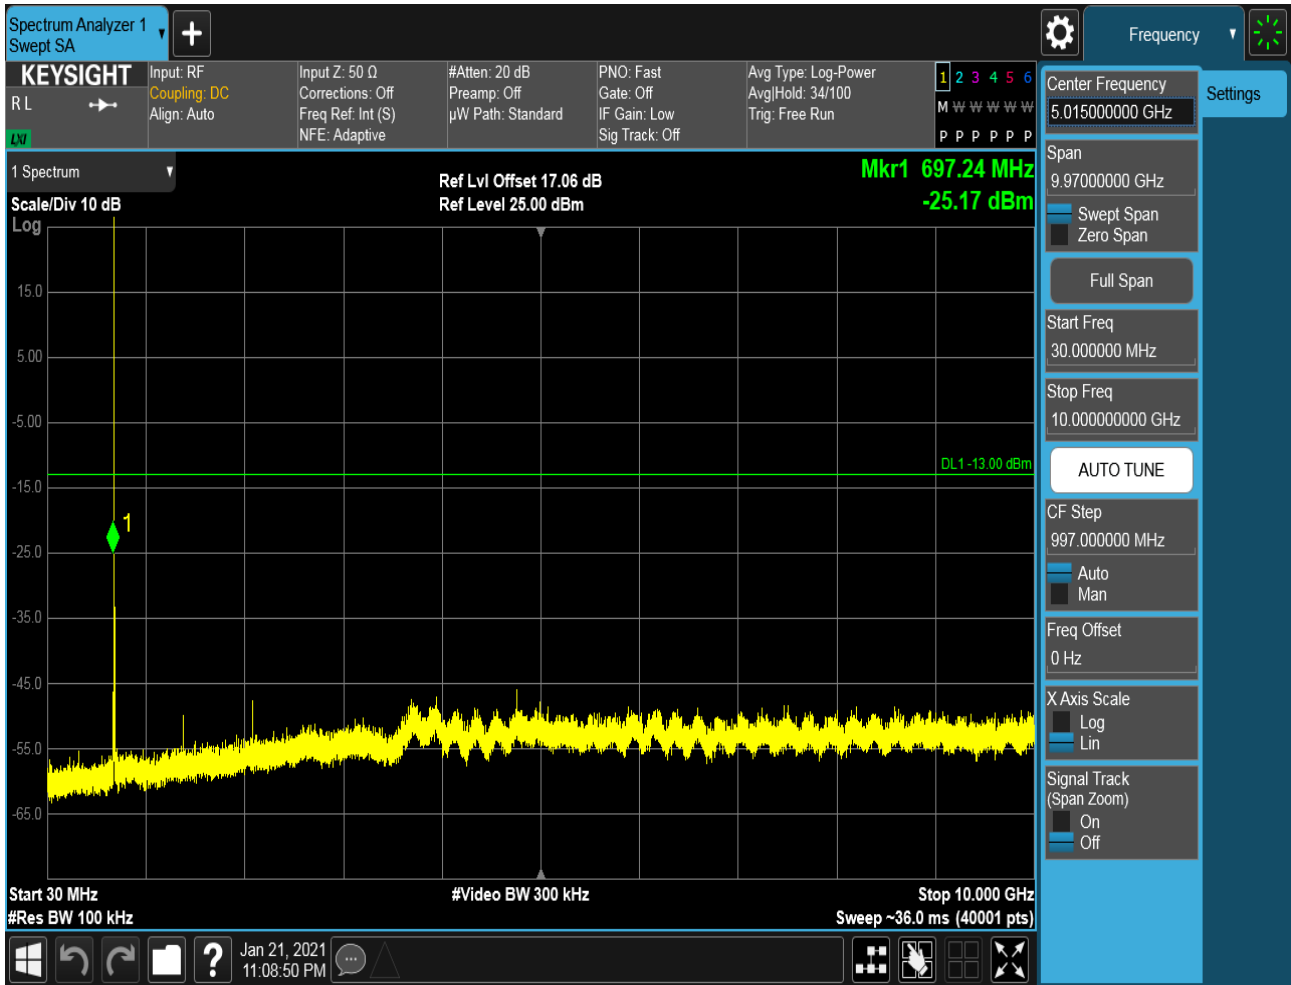 Spectrum Analyzer 1
Swept SA
Frequency
KEYSIGHT
R L
LXI
Input: RF
Coupling: DC
Align: Auto
Input Z: 50 Ω
Corrections: Off
Freq Ref: Int (S)
NFE: Adaptive
#Atten: 20 dB
Preamp: Off
µW Path: Standard
PNO: Fast
Gate: Off
IF Gain: Low
Sig Track: Off
Avg Type: Log-Power
Avg|Hold: 34/100
Trig: Free Run
1 2 3 4 5 6
M W W W W W
P P P P P P
1 Spectrum
Scale/Div 10 dB
Log
Ref Lvl Offset 17.06 dB
Ref Level 25.00 dBm
Mkr1 697.24 MHz
-25.17 dBm
15.0
5.00
-5.00
-15.0
-25.0
-35.0
-45.0
-55.0
-65.0
DL1 -13.00 dBm
1
Start 30 MHz
#Res BW 100 kHz
#Video BW 300 kHz
Stop 10.000 GHz
Sweep ~36.0 ms (40001 pts)
Jan 21, 2021
11:08:50 PM
?
Center Frequency
5.015000000 GHz
Settings
Span
9.97000000 GHz
Swept Span
Zero Span
Full Span
Start Freq
30.000000 MHz
Stop Freq
10.000000000 GHz
AUTO TUNE
CF Step
997.000000 MHz
Auto
Man
Freq Offset
0 Hz
X Axis Scale
Log
Lin
Signal Track
(Span Zoom)
On
Off